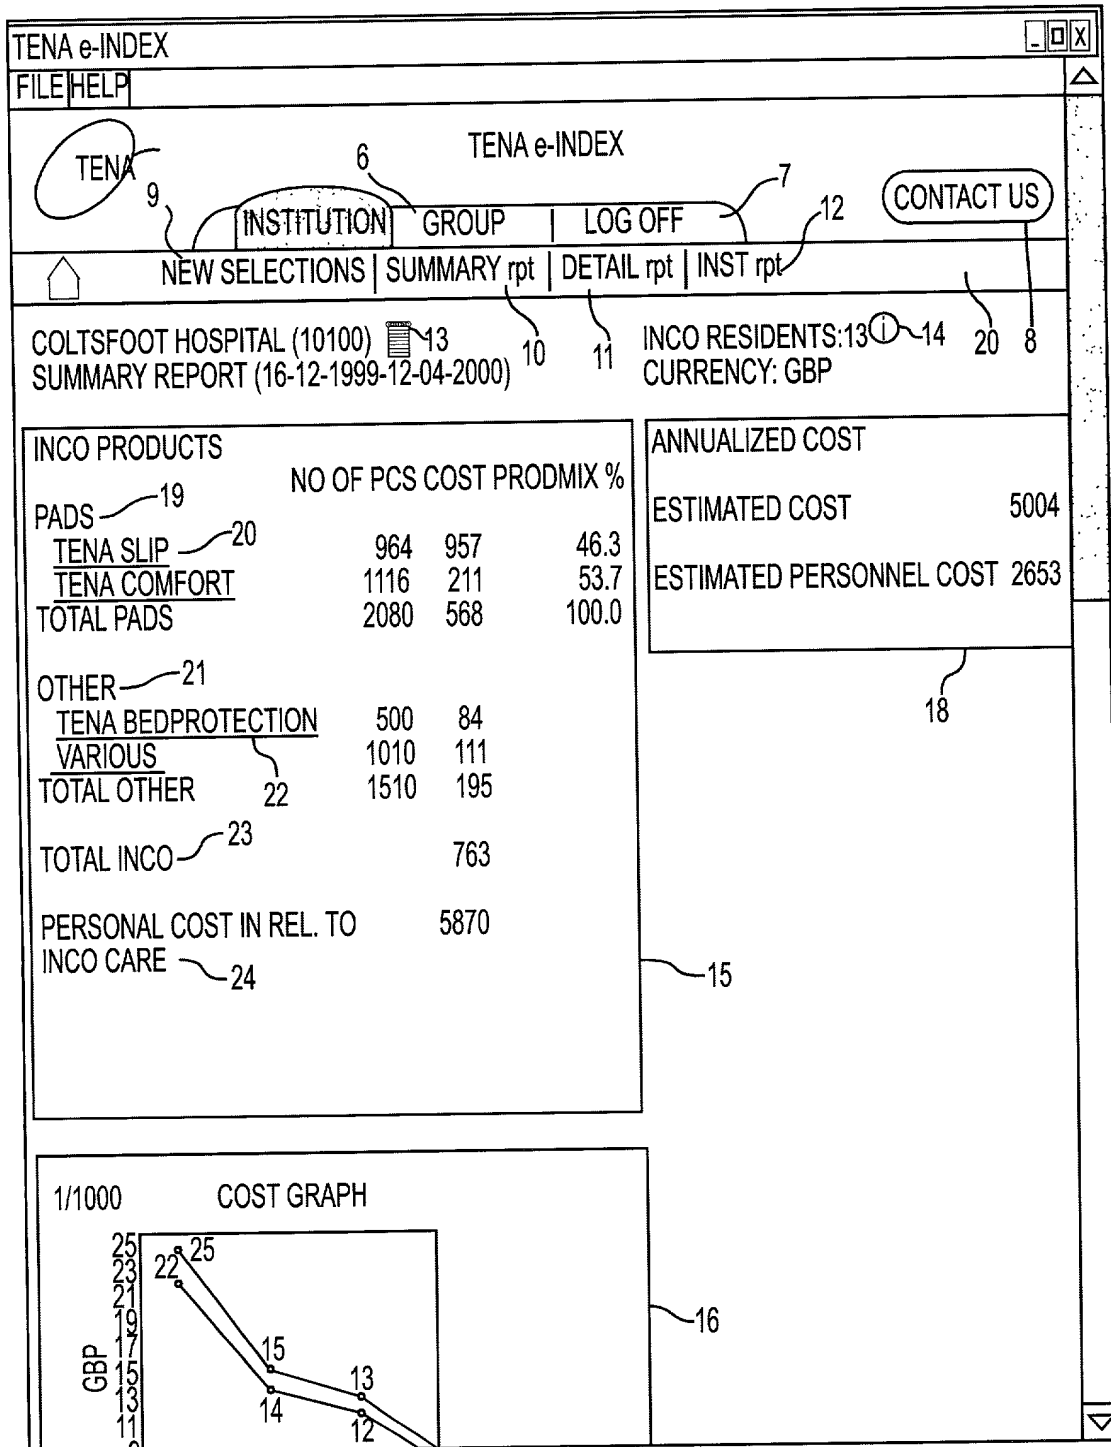 TENA e-INDEX
FILE HELP
TENA e-INDEX
TENA
6
7
9
12
CONTACT US
INSTITUTION GROUP | LOG OFF
NEW SELECTIONS | SUMMARY rpt | DETAIL rpt | INST rpt
COLTSFOOT HOSPITAL (10100) 13
10
11
INCO RESIDENTS:13 i 14
20
8
SUMMARY REPORT (16-12-1999-12-04-2000)
CURRENCY: GBP
INCO PRODUCTS
NO OF PCS COST PRODMIX %
PADS 19
TENA SLIP 20 964 957 46.3
TENA COMFORT 1116 211 53.7
TOTAL PADS 2080 568 100.0
OTHER 21
TENA BEDPROTECTION 500 84
VARIOUS 1010 111
TOTAL OTHER 22 1510 195
TOTAL INCO 23 763
PERSONAL COST IN REL. TO 5870
INCO CARE 24
15
ANNUALIZED COST
ESTIMATED COST 5004
ESTIMATED PERSONNEL COST 2653
18
1/1000 COST GRAPH
25
23
21
19
17
15
13
11
GBP
25
22
15
14
13
12
16